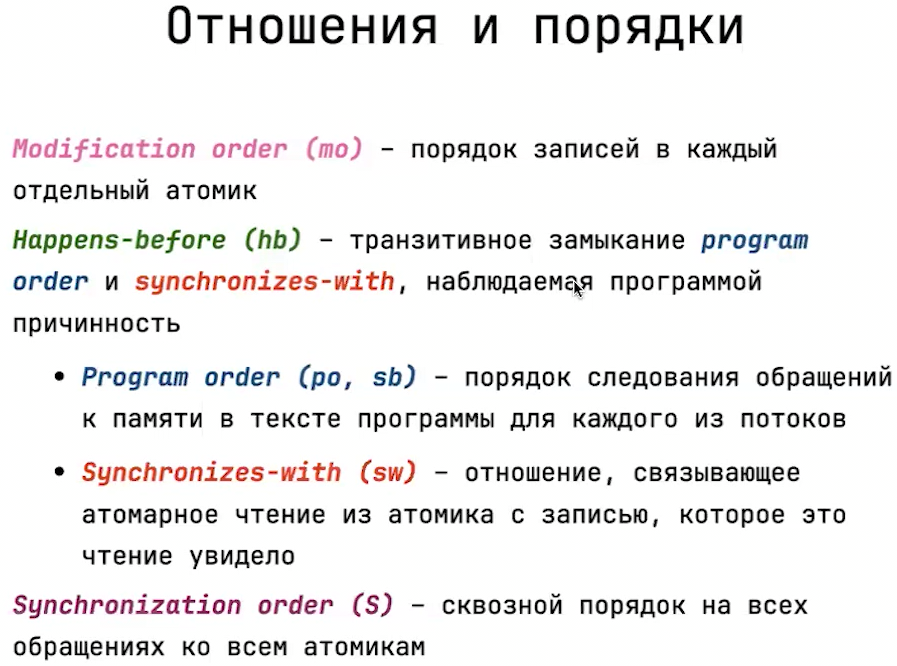 Отношения и порядки
Modification order (mo) – порядок записей в каждый
отдельный атомик
Happens-before (hb) – транзитивное замыкание program
order и synchronizes-with, наблюдаемая программой
причинность
• Program order (po, sb) – порядок следования обращений
к памяти в тексте программы для каждого из потоков
• Synchronizes-with (sw) – отношение, связывающее
атомарное чтение из атомика с записью, которое это
чтение увидело
Synchronization order (S) – сквозной порядок на всех
обращениях ко всем атомикам